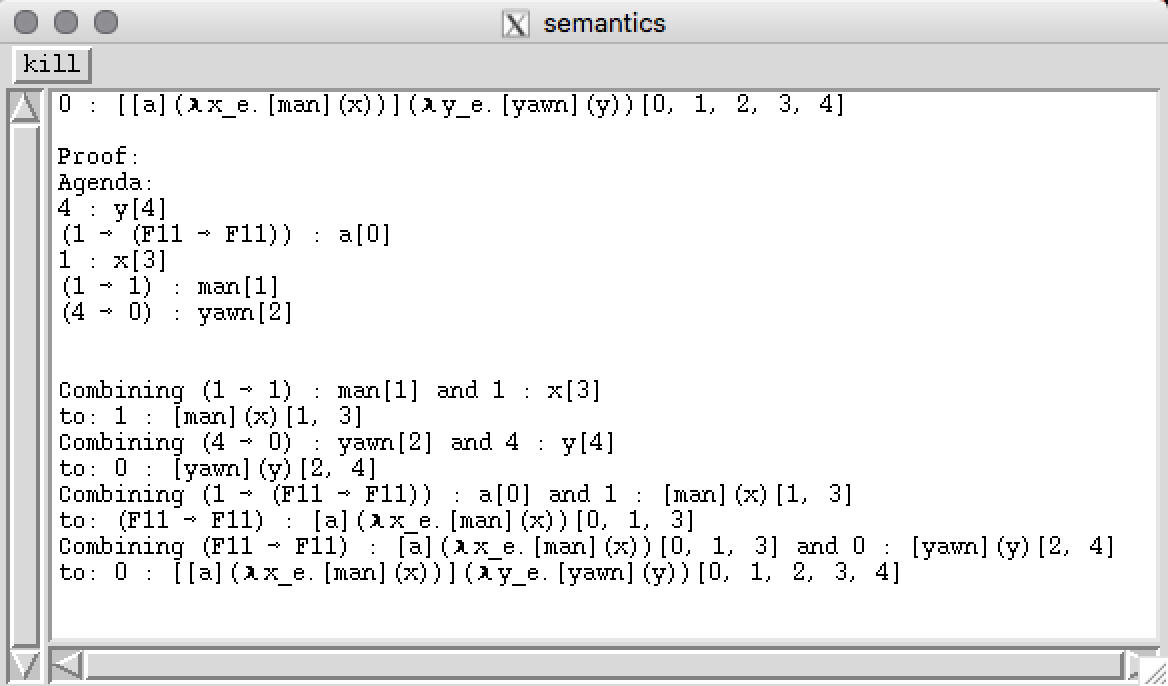 semantics
kill
0 : [[a](λx_e.[man](x))](λy_e.[yawn](y))[0, 1, 2, 3, 4]
Proof:
Agenda:
4 : y[4]
(1 ⊸ (F11 ⊸ F11)) : a[0]
1 : x[3]
(1 ⊸ 1) : man[1]
(4 ⊸ 0) : yawn[2]
Combining (1 ⊸ 1) : man[1] and 1 : x[3]
to: 1 : [man](x)[1, 3]
Combining (4 ⊸ 0) : yawn[2] and 4 : y[4]
to: 0 : [yawn](y)[2, 4]
Combining (1 ⊸ (F11 ⊸ F11)) : a[0] and 1 : [man](x)[1, 3]
to: (F11 ⊸ F11) : [a](λx_e.[man](x))[0, 1, 3]
Combining (F11 ⊸ F11) : [a](λx_e.[man](x))[0, 1, 3] and 0 : [yawn](y)[2, 4]
to: 0 : [[a](λx_e.[man](x))](λy_e.[yawn](y))[0, 1, 2, 3, 4]